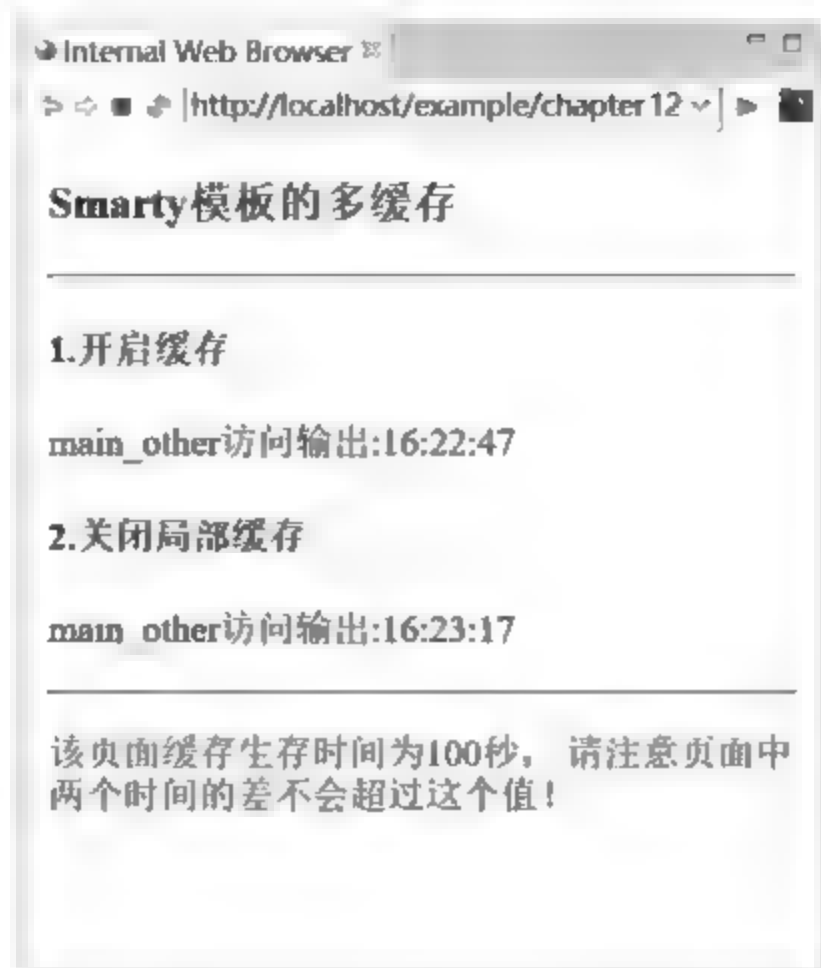 Internal Web Browser
http://localhost/example/chapter12
Smarty模板的多缓存
1.开启缓存
main_other访问输出:16:22:47
2.关闭局部缓存
main_other访问输出:16:23:17
该页面缓存生存时间为100秒, 请注意页面中
两个时间的差不会超过这个值!